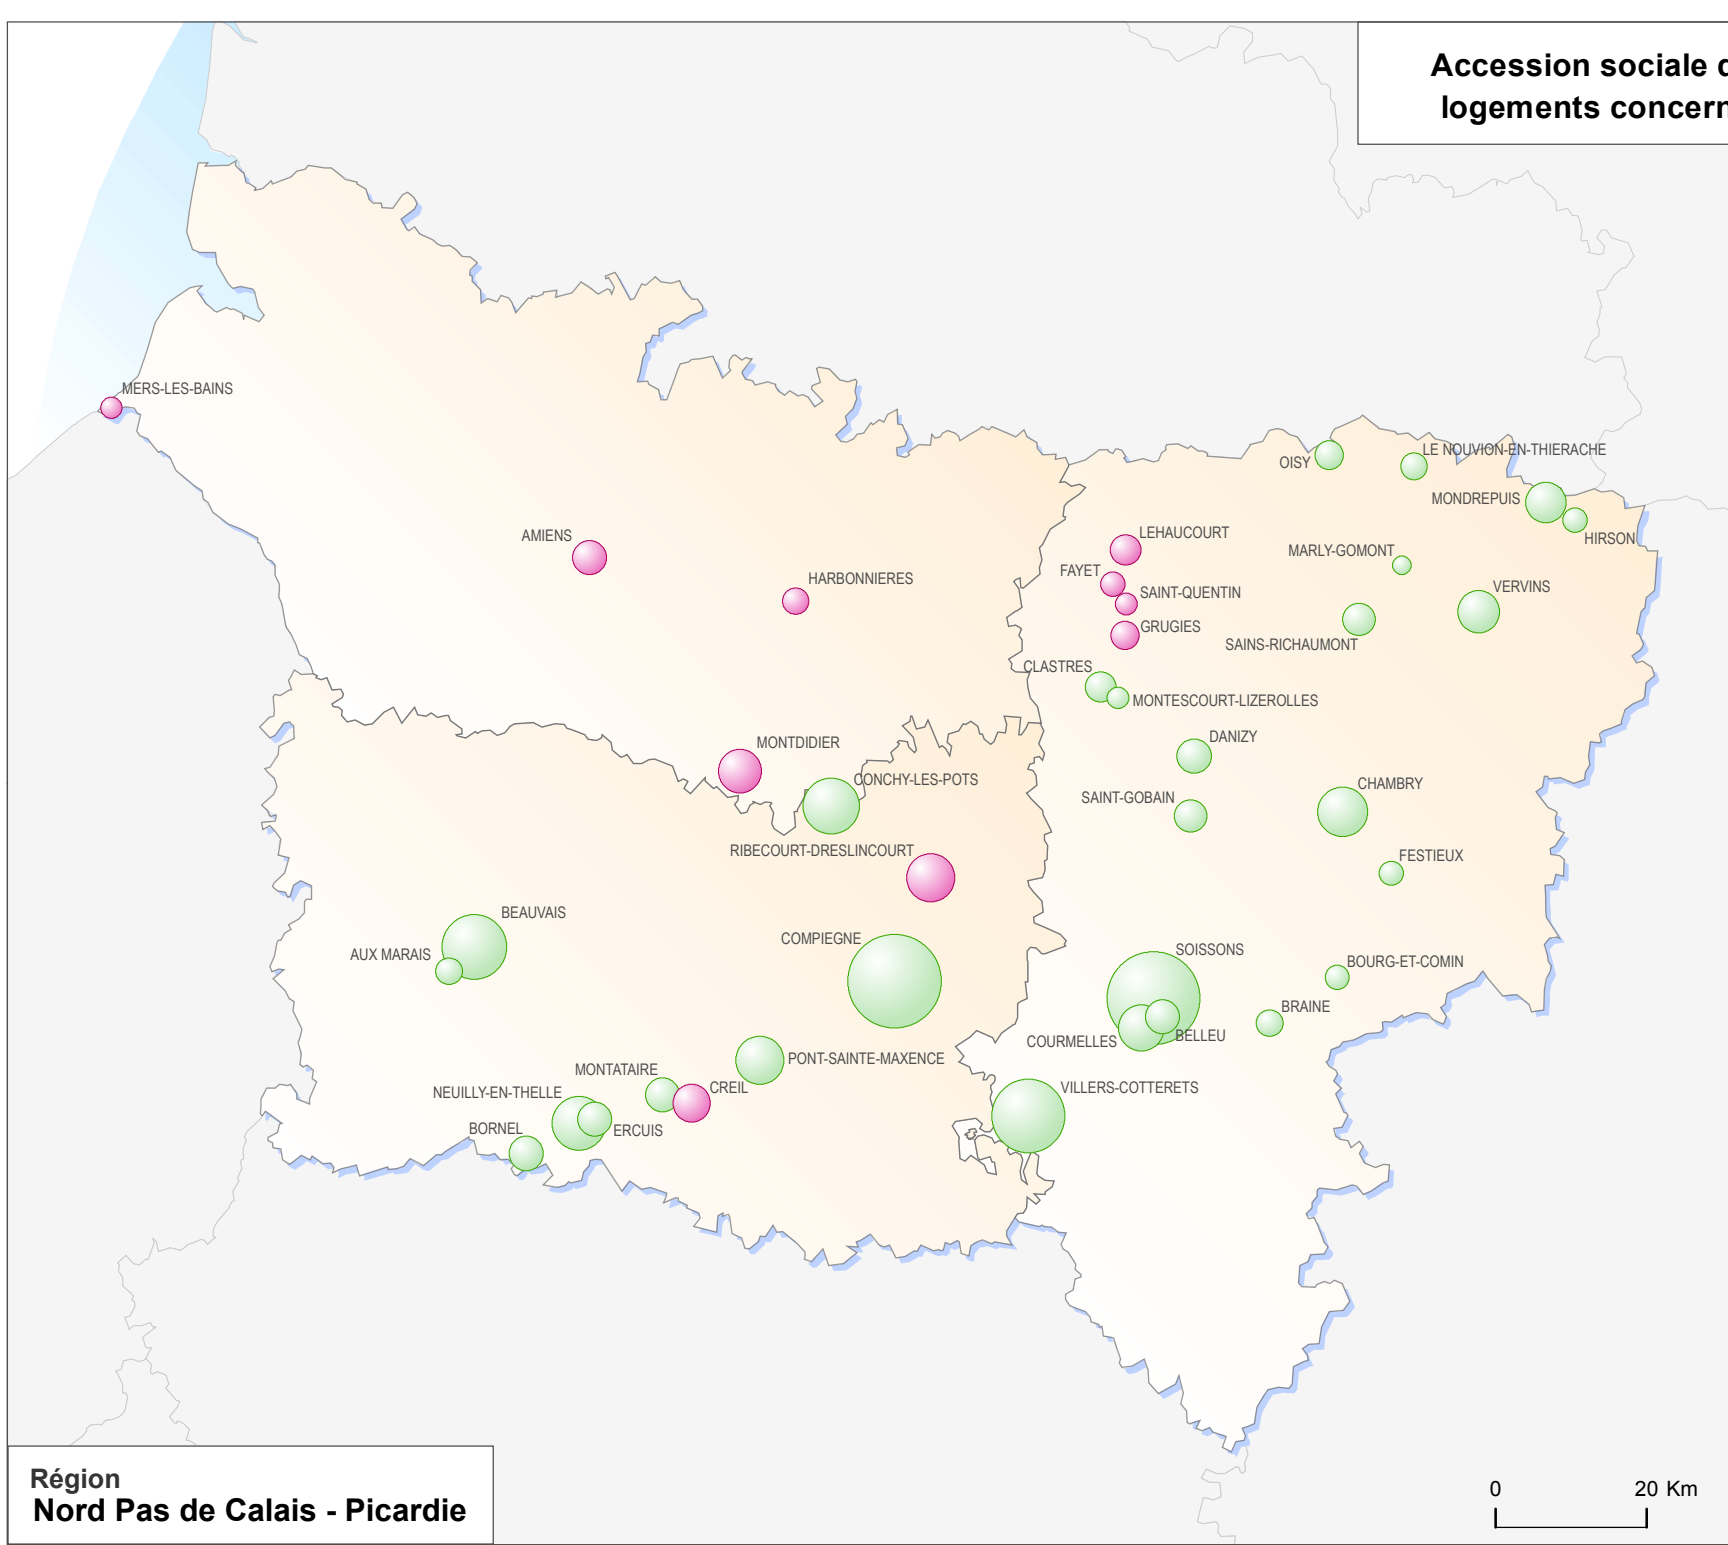 Accession sociale d
logements concern
MERS-LES-BAINS
LE NOUVION-EN-THIERACHE
OISY
MONDREPUIS
AMIENS
LEHAUCOURT
HIRSON
MARLY-GOMONT
FAYET
HARBONNIERES
VERVINS
SAINT-QUENTIN
GRUGIES
SAINS-RICHAUMONT
CLASTRES
MONTESCOURT-LIZEROLLES
DANIZY
MONTDIDIER
CONCHY-LES-POTS
CHAMBRY
SAINT-GOBAIN
RIBECOURT-DRESLINCOURT
FESTIEUX
BEAUVAIS
COMPIEGNE
SOISSONS
AUX MARAIS
BOURG-ET-COMIN
BRAINE
BELLEU
COURMELLES
PONT-SAINTE-MAXENCE
MONTATAIRE
CREIL
VILLERS-COTTERETS
NEUILLY-EN-THELLE
BORNEL
ERCUIS
Région
Nord Pas de Calais - Picardie
0 20 Km